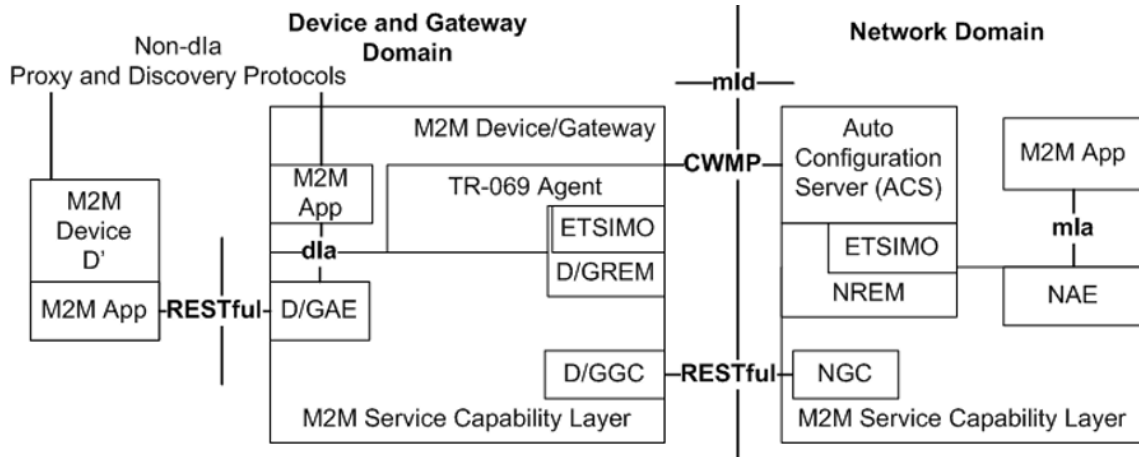 Device and Gateway
Domain
Network Domain
Non-dIa
Proxy and Discovery Protocols
mId
M2M Device/Gateway
CWMP
Auto
Configuration
Server (ACS)
M2M App
M2M
App
TR-069 Agent
M2M
Device
D'
ETSIMO
dIa
D/GREM
ETSIMO
NREM
mIa
NAE
M2M App
RESTful
D/GAE
D/GGC
RESTful
NGC
M2M Service Capability Layer
M2M Service Capability Layer